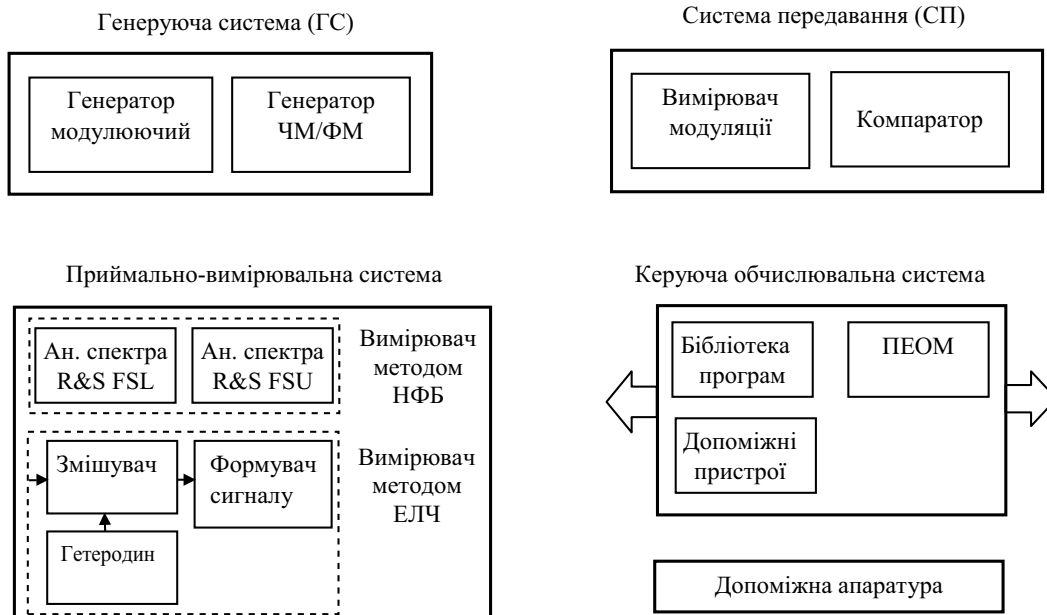 Генеруюча система (ГС)
Генератор
модулюючий
Генератор
ЧМ/ФМ
Система передавання (СП)
Вимірювач
модуляції
Компаратор
Приймально-вимірювальна система
Ан. спектра
R&S FSL
Ан. спектра
R&S FSU
Вимірювач
методом
НФБ
Змішувач
Формувач
сигналу
Гетеродин
Вимірювач
методом
ЕЛЧ
Керуюча обчислювальна система
Бібліотека
програм
ПЕОМ
Допоміжні
пристрої
Допоміжна апаратура